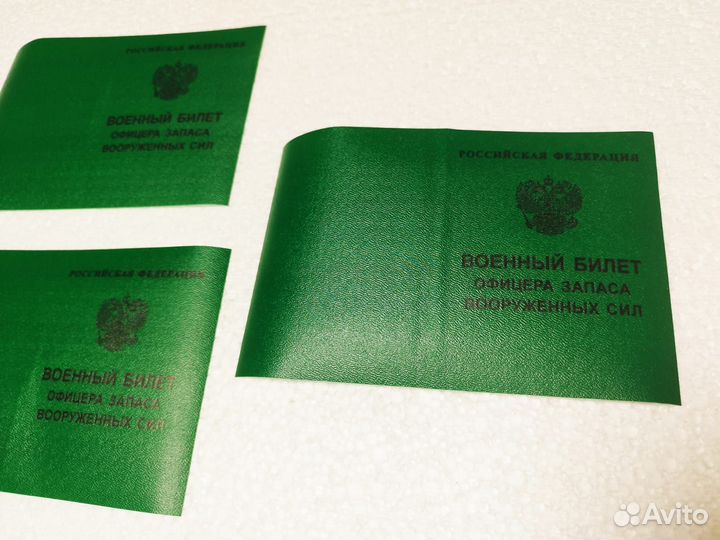 РОССИЙСКАЯ ФЕДЕРАЦИЯ
ВОЕННЫЙ БИЛЕТ
ОФИЦЕРА ЗАПАСА
ВООРУЖЕННЫХ СИЛ
РОССИЙСКАЯ ФЕДЕРАЦИЯ
ВОЕННЫЙ БИЛЕТ
ОФИЦЕРА ЗАПАСА
ВООРУЖЕННЫХ СИЛ
РОССИЙСКАЯ ФЕДЕРАЦИЯ
ВОЕННЫЙ БИЛЕТ
ОФИЦЕРА ЗАПАСА
ВООРУЖЕННЫХ СИЛ
Avito